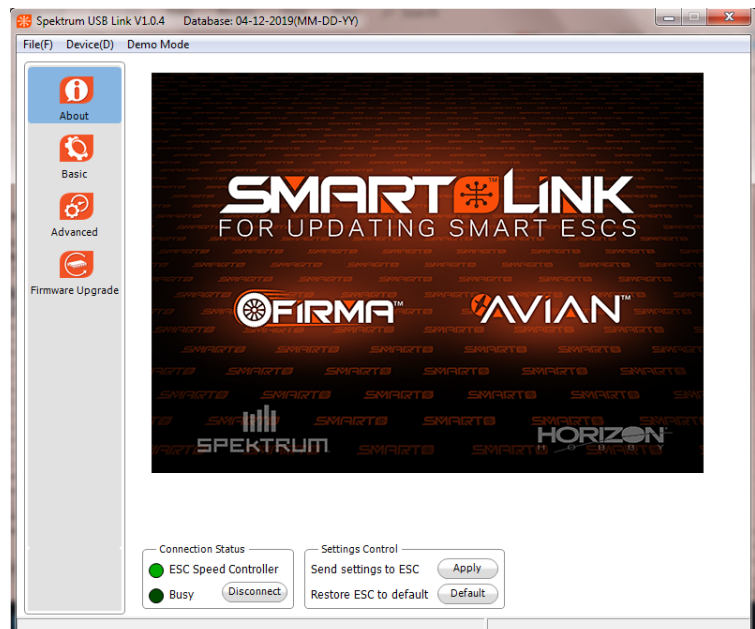 Spektrum USB Link V1.0.4 Database: 04-12-2019(MM-DD-YY)
File(F) Device(D) Demo Mode
About
Basic
Advanced
Firmware Upgrade
SMART™ LINK
FOR UPDATING SMART ESCS
FIRMA™
AVIAN™
SPEKTRUM
HORIZON
HOBBY
Connection Status
ESC Speed Controller
Busy
Disconnect
Settings Control
Send settings to ESC
Apply
Restore ESC to default
Default